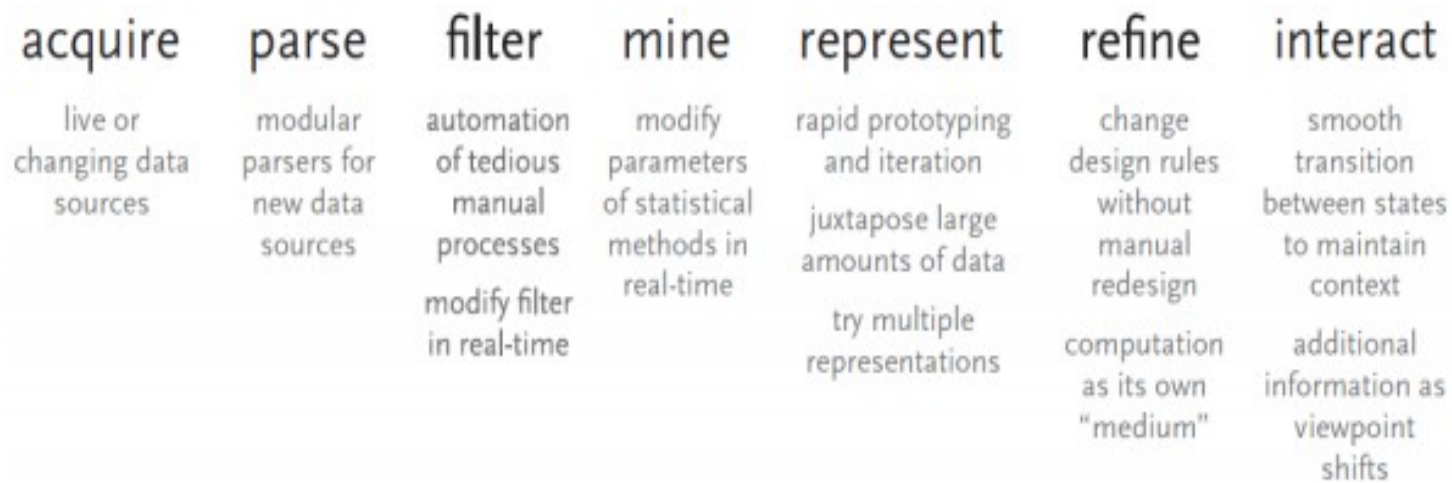 acquire
live or
changing data
sources
parse
modular
parsers for
new data
sources
filter
automation
of tedious
manual
processes
modify filter
in real-time
mine
modify
parameters
of statistical
methods in
real-time
represent
rapid prototyping
and iteration
juxtapose large
amounts of data
try multiple
representations
refine
change
design rules
without
manual
redesign
computation
as its own
“medium”
interact
smooth
transition
between states
to maintain
context
additional
information as
viewpoint
shifts